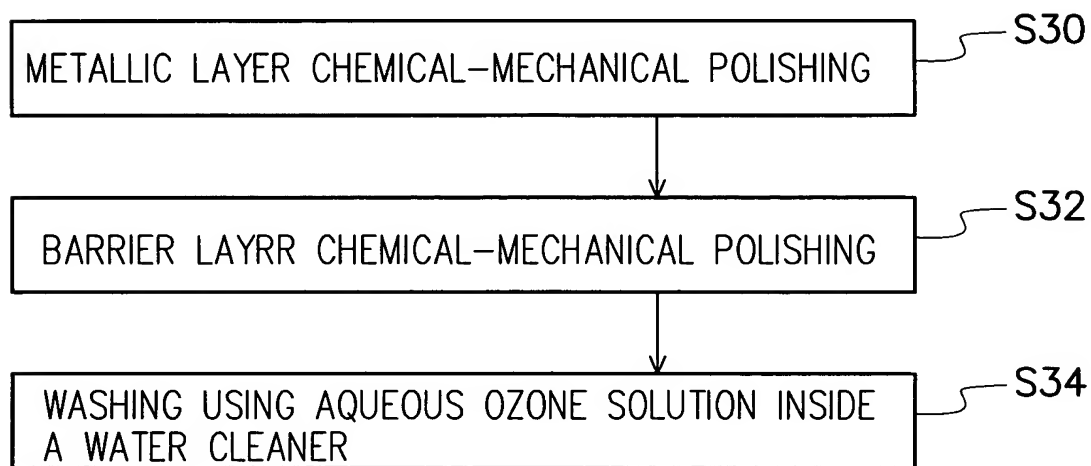 METALLIC LAYER CHEMICAL-MECHANICAL POLISHING
S30
BARRIER LAYRR CHEMICAL-MECHANICAL POLISHING
S32
WASHING USING AQUEOUS OZONE SOLUTION INSIDE
A WATER CLEANER
S34